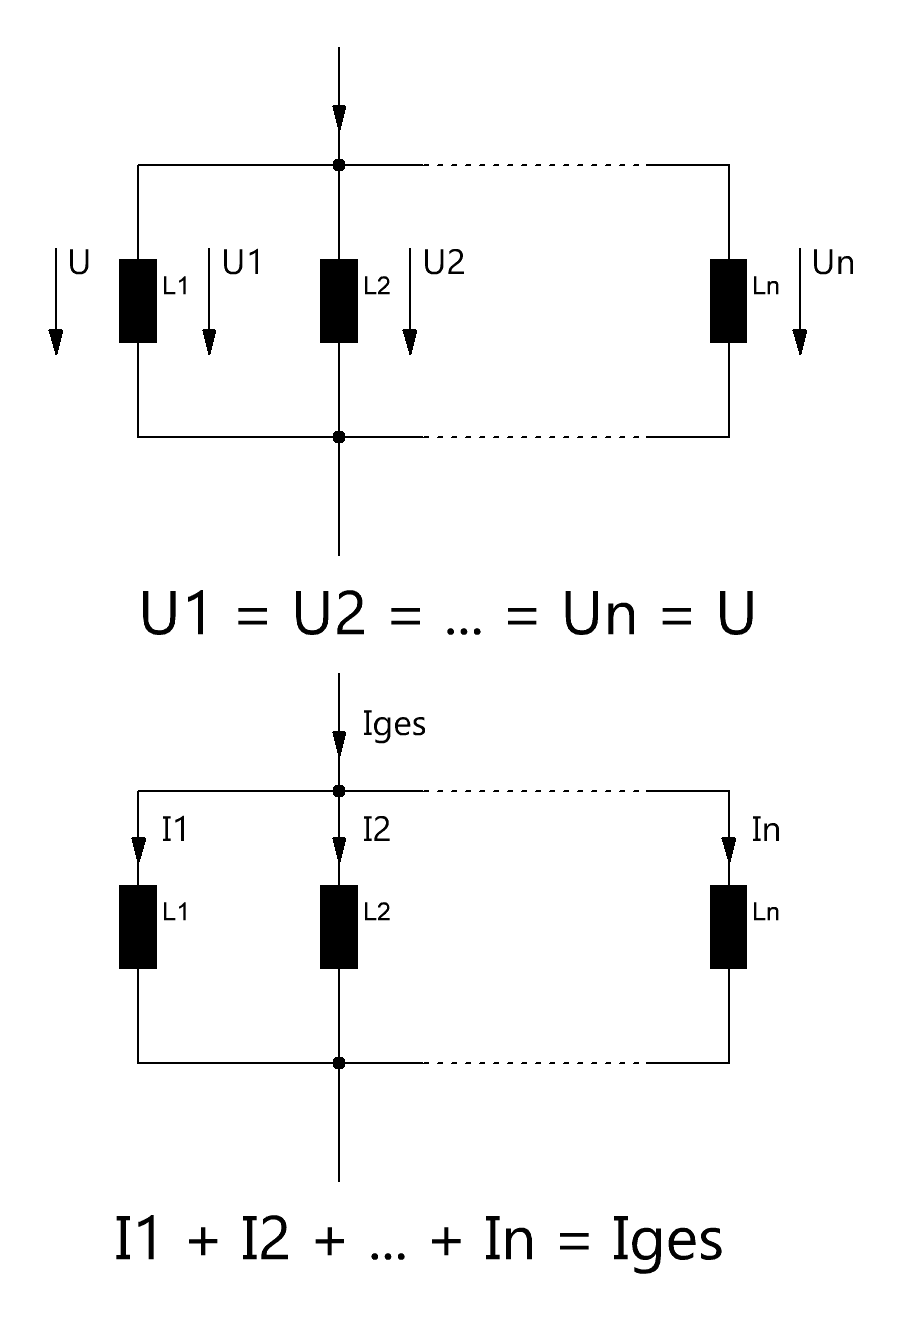 U
L1
U1
L2
U2
Ln
Un
U1 = U2 = ... = Un = U
Iges
I1
I2
In
L1
L2
Ln
I1 + I2 + ... + In = Iges